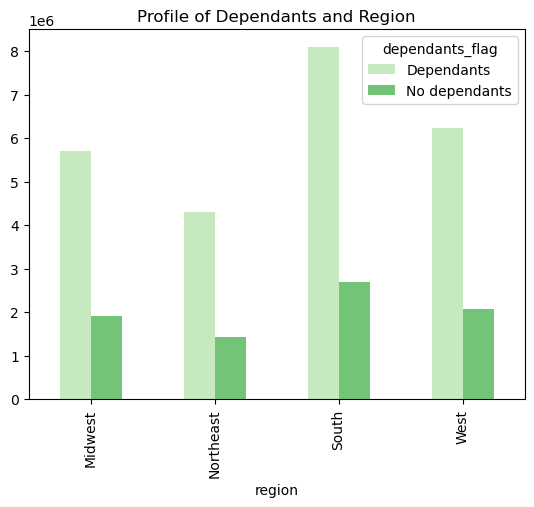 Profile of Dependants and Region
1e6
dependants_flag
Dependants
No dependants
8
7
6
5
4
3
2
1
0
Midwest
Northeast
South
West
region